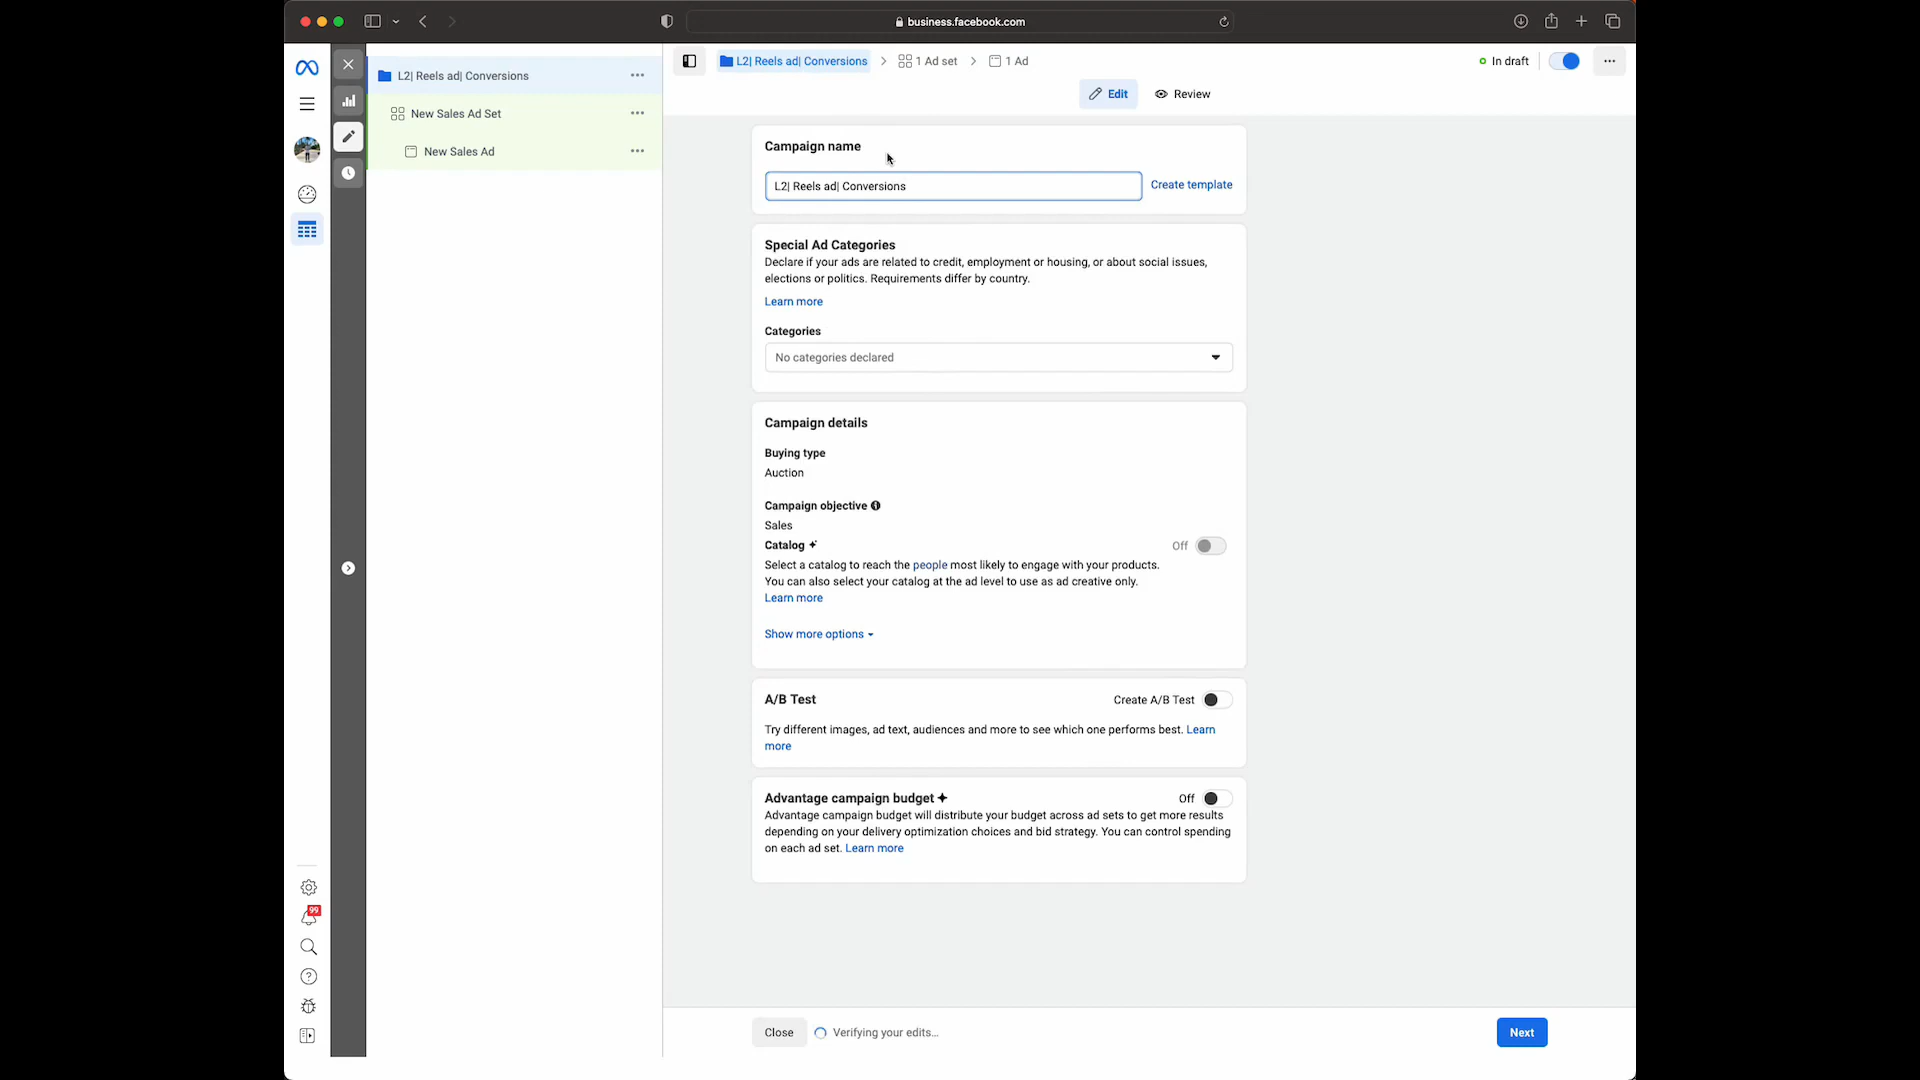 business.facebook.com
L2| Reels ad| Conversions
New Sales Ad Set
New Sales Ad
L2| Reels ad| Conversions
1 Ad set
1 Ad
In draft
Edit
Review
Campaign name
L2| Reels ad| Conversions
Create template
Special Ad Categories
Declare if your ads are related to credit, employment or housing, or about social issues,
elections or politics. Requirements differ by country.
Learn more
Categories
No categories declared
Campaign details
Buying type
Auction
Campaign objective
Sales
Catalog
Off
Select a catalog to reach the people most likely to engage with your products.
You can also select your catalog at the ad level to use as ad creative only.
Learn more
Show more options
A/B Test
Create A/B Test
Try different images, ad text, audiences and more to see which one performs best. Learn
more
Advantage campaign budget
Off
Advantage campaign budget will distribute your budget across ad sets to get more results
depending on your delivery optimization choices and bid strategy. You can control spending
on each ad set. Learn more
99
Close
Verifying your edits...
Next